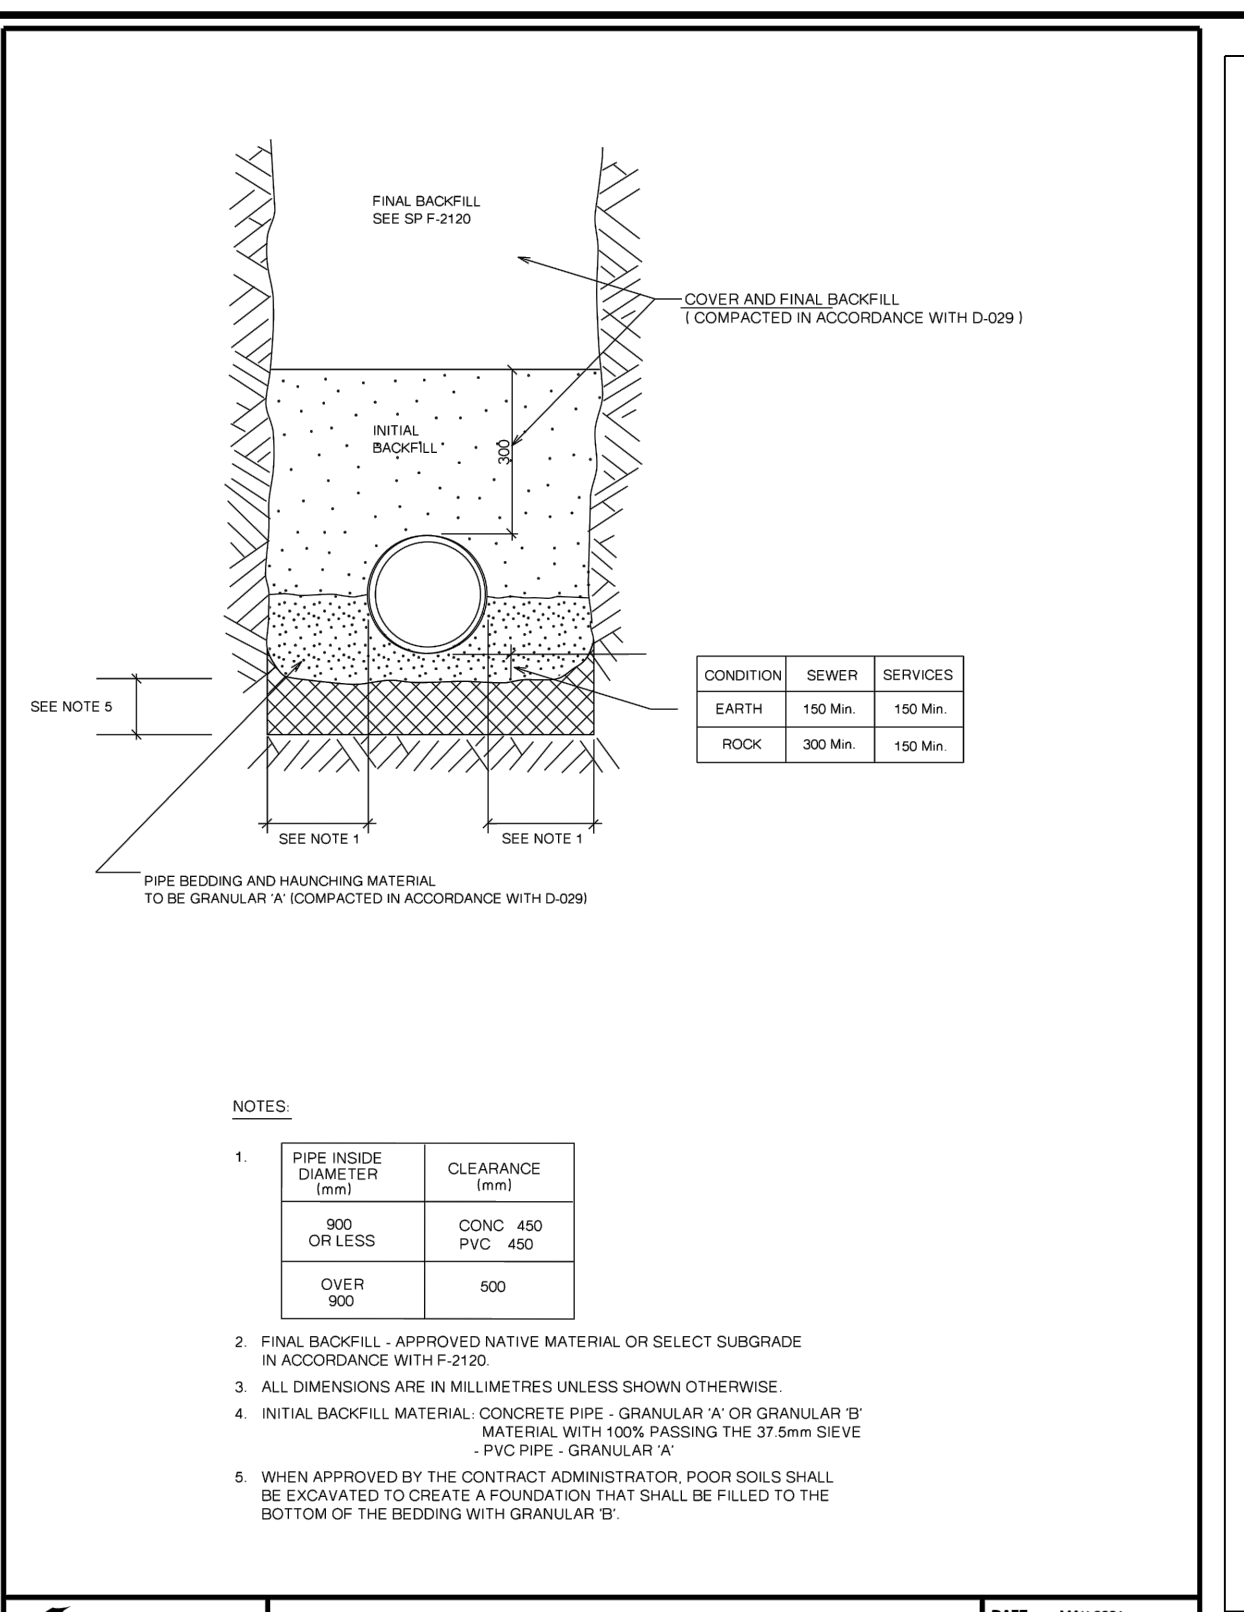 FINAL BACKFILL
SEE SP F-2120
COVER AND FINAL BACKFILL
( COMPACTED IN ACCORDANCE WITH D-029 )
INITIAL
BACKFILL
300
CONDITION SEWER SERVICES
EARTH 150 Min. 150 Min.
ROCK 300 Min. 150 Min.
SEE NOTE 5
SEE NOTE 1 SEE NOTE 1
PIPE BEDDING AND HAUNCHING MATERIAL
TO BE GRANULAR 'A' (COMPACTED IN ACCORDANCE WITH D-029)
NOTES:
1.
PIPE INSIDE
DIAMETER
(mm)
CLEARANCE
(mm)
900
OR LESS
CONC 450
PVC 450
OVER
900
500
2. FINAL BACKFILL - APPROVED NATIVE MATERIAL OR SELECT SUBGRADE
IN ACCORDANCE WITH F-2120.
3. ALL DIMENSIONS ARE IN MILLIMETRES UNLESS SHOWN OTHERWISE.
4. INITIAL BACKFILL MATERIAL: CONCRETE PIPE - GRANULAR 'A' OR GRANULAR 'B'
MATERIAL WITH 100% PASSING THE 37.5mm SIEVE
- PVC PIPE - GRANULAR 'A'
5. WHEN APPROVED BY THE CONTRACT ADMINISTRATOR, POOR SOILS SHALL
BE EXCAVATED TO CREATE A FOUNDATION THAT SHALL BE FILLED TO THE
BOTTOM OF THE BEDDING WITH GRANULAR 'B'.